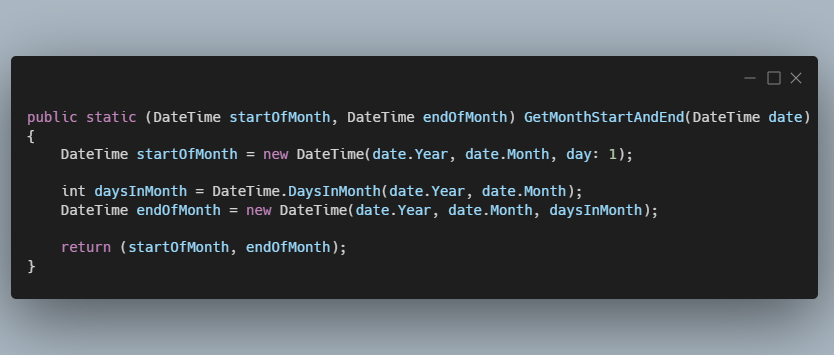 public static (DateTime startOfMonth, DateTime endOfMonth) GetMonthStartAndEnd(DateTime date)
{
    DateTime startOfMonth = new DateTime(date.Year, date.Month, day: 1);

    int daysInMonth = DateTime.DaysInMonth(date.Year, date.Month);
    DateTime endOfMonth = new DateTime(date.Year, date.Month, daysInMonth);

    return (startOfMonth, endOfMonth);
}